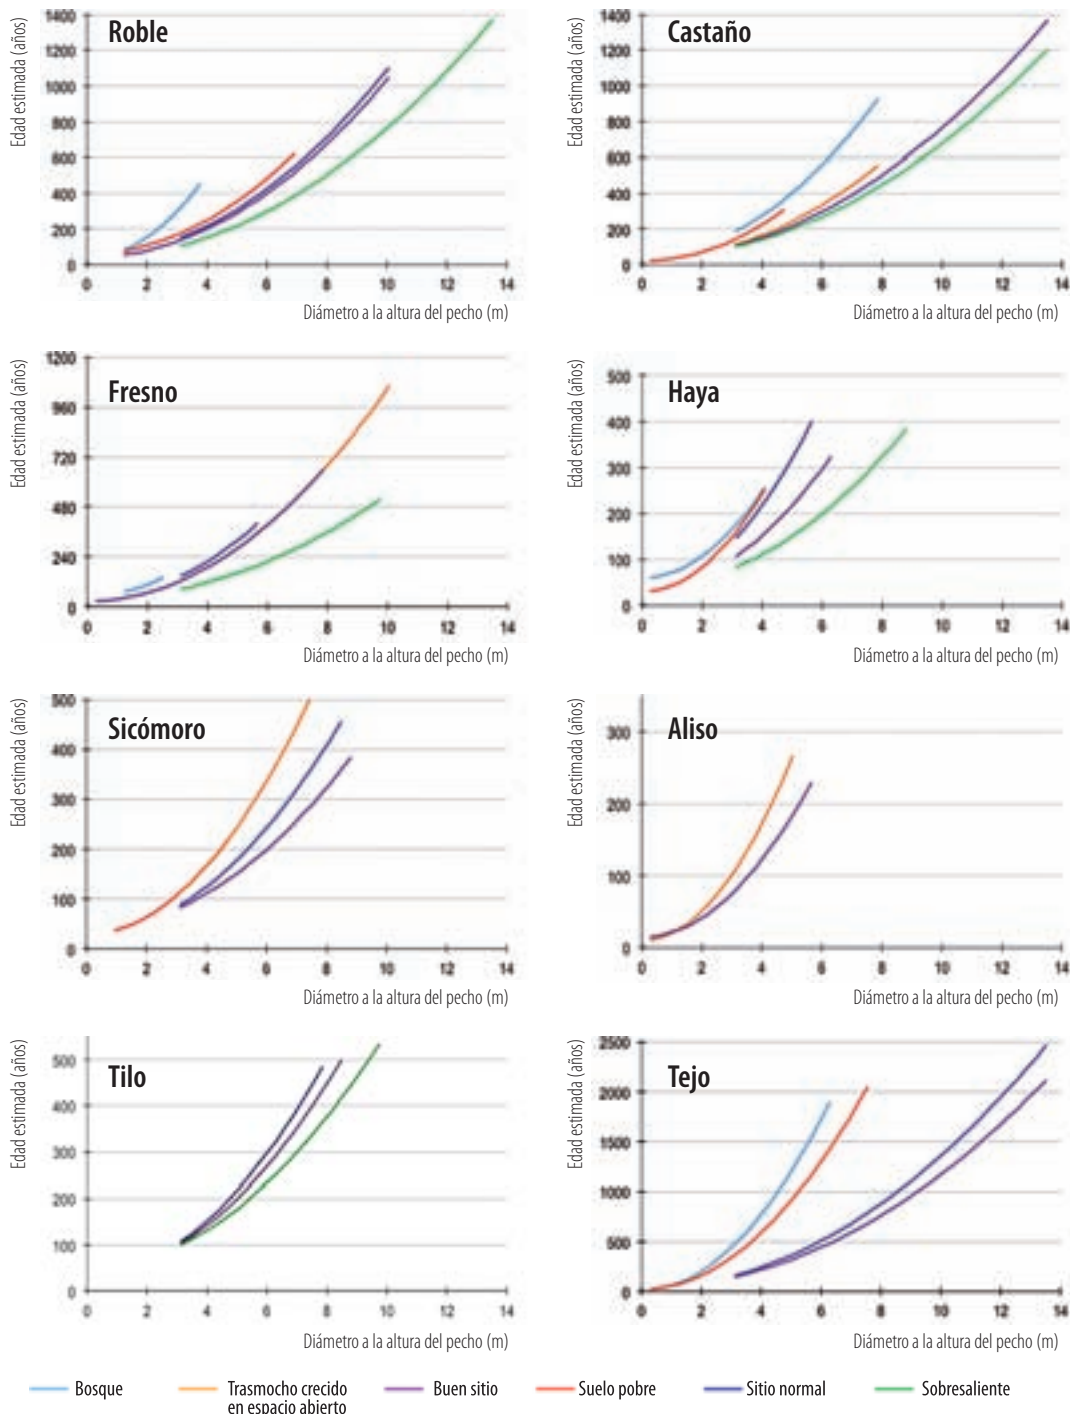 Edad estimada (años)
1400
1200
1000
800
600
400
200
0
Roble
0 2 4 6 8 10 12 14
Diámetro a la altura del pecho (m)
Edad estimada (años)
1400
1200
1000
800
600
400
200
0
Castaño
0 2 4 6 8 10 12 14
Diámetro a la altura del pecho (m)
Edad estimada (años)
1200
960
720
480
240
0
Fresno
0 2 4 6 8 10 12 14
Diámetro a la altura del pecho (m)
Edad estimada (años)
500
400
300
200
100
0
Haya
0 2 4 6 8 10 12 14
Diámetro a la altura del pecho (m)
Edad estimada (años)
500
400
300
200
100
0
Sicómoro
0 2 4 6 8 10 12 14
Diámetro a la altura del pecho (m)
Edad estimada (años)
300
200
100
0
Aliso
0 2 4 6 8 10 12 14
Diámetro a la altura del pecho (m)
Edad estimada (años)
500
400
300
200
100
0
Tilo
0 2 4 6 8 10 12 14
Diámetro a la altura del pecho (m)
Edad estimada (años)
2500
2000
1500
1000
500
0
Tejo
0 2 4 6 8 10 12 14
Diámetro a la altura del pecho (m)
Bosque
Trasmocho crecido
en espacio abierto
Buen sitio
Suelo pobre
Sitio normal
Sobresaliente